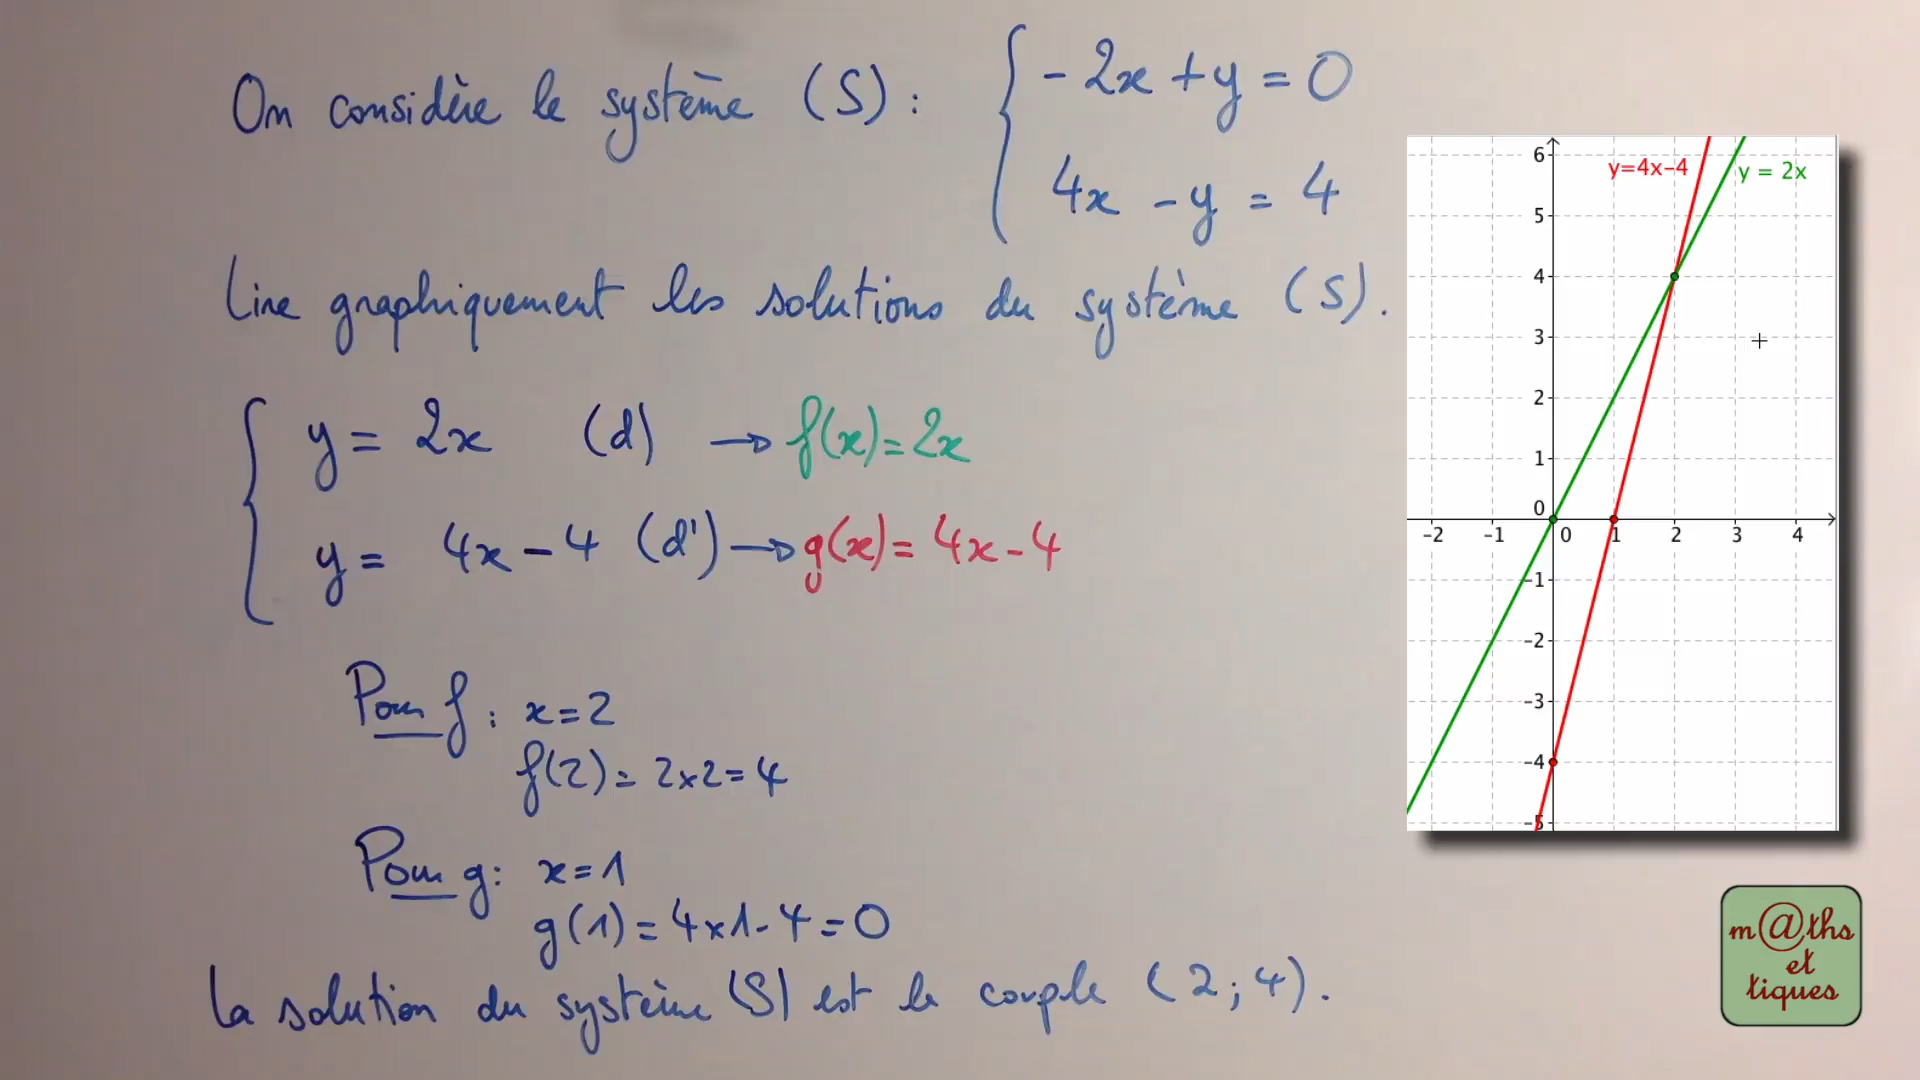 On considère le système (S) :
- 2x + y = 0
4x - y = 4
Lire graphiquement les solutions du système (S).
y = 2x (d) → f(x) = 2x
y = 4x - 4 (d') → g(x) = 4x - 4
Pour f : x = 2
f(2) = 2×2 = 4
Pour g : x = 1
g(1) = 4×1 - 4 = 0
La solution du système (S) est le couple (2 ; 4).
y=4x-4
y = 2x
6
5
4
3
2
1
0
-2 -1 0 1 2 3 4
-1
-2
-3
-4
-5
m@ths
et
tiques